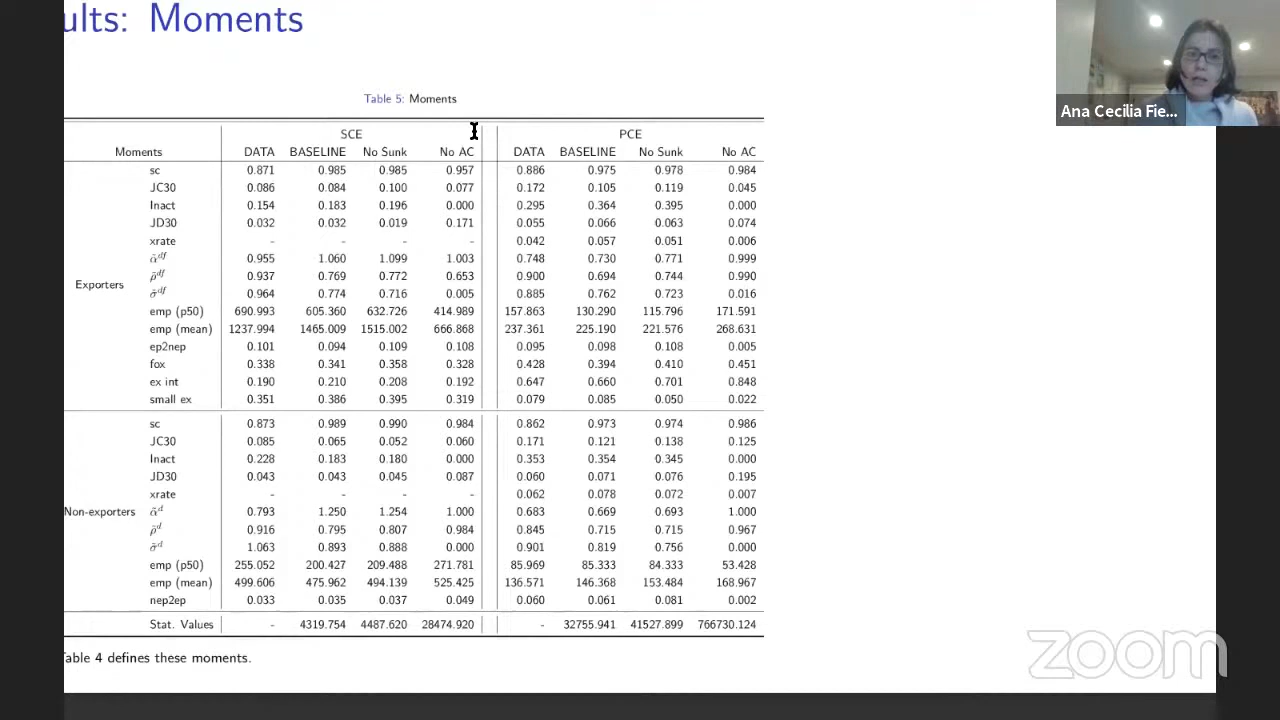 ults: Moments
Ana Cecilia Fie...
Table 5: Moments
SCE PCE
Moments DATA BASELINE No Sunk No AC DATA BASELINE No Sunk No AC
sc 0.871 0.985 0.985 0.957 0.886 0.975 0.978 0.984
JC30 0.086 0.084 0.100 0.077 0.172 0.105 0.119 0.045
Inact 0.154 0.183 0.196 0.000 0.295 0.364 0.395 0.000
JD30 0.032 0.032 0.019 0.171 0.055 0.066 0.063 0.074
xrate - - - - 0.042 0.057 0.051 0.006
α̃^df 0.955 1.060 1.099 1.003 0.748 0.730 0.771 0.999
Exporters ρ̃^df 0.937 0.769 0.772 0.653 0.900 0.694 0.744 0.990
σ̃^df 0.964 0.774 0.716 0.005 0.885 0.762 0.723 0.016
emp (p50) 690.993 605.360 632.726 414.989 157.863 130.290 115.796 171.591
emp (mean) 1237.994 1465.009 1515.002 666.868 237.361 225.190 221.576 268.631
ep2nep 0.101 0.094 0.109 0.108 0.095 0.098 0.108 0.005
fox 0.338 0.341 0.358 0.328 0.428 0.394 0.410 0.451
ex int 0.190 0.210 0.208 0.192 0.647 0.660 0.701 0.848
small ex 0.351 0.386 0.395 0.319 0.079 0.085 0.050 0.022
sc 0.873 0.989 0.990 0.984 0.862 0.973 0.974 0.986
JC30 0.085 0.065 0.052 0.060 0.171 0.121 0.138 0.125
Inact 0.228 0.183 0.180 0.000 0.353 0.354 0.345 0.000
JD30 0.043 0.043 0.045 0.087 0.060 0.071 0.076 0.195
xrate - - - - 0.062 0.078 0.072 0.007
Non-exporters α̃^d 0.793 1.250 1.254 1.000 0.683 0.669 0.693 1.000
ρ̃^d 0.916 0.795 0.807 0.984 0.845 0.715 0.715 0.967
σ̃^d 1.063 0.893 0.888 0.000 0.901 0.819 0.756 0.000
emp (p50) 255.052 200.427 209.488 271.781 85.969 85.333 84.333 53.428
emp (mean) 499.606 475.962 494.139 525.425 136.571 146.368 153.484 168.967
nep2ep 0.033 0.035 0.037 0.049 0.060 0.061 0.081 0.002
Stat. Values - 4319.754 4487.620 28474.920 - 32755.941 41527.899 766730.124
Table 4 defines these moments.
zoom